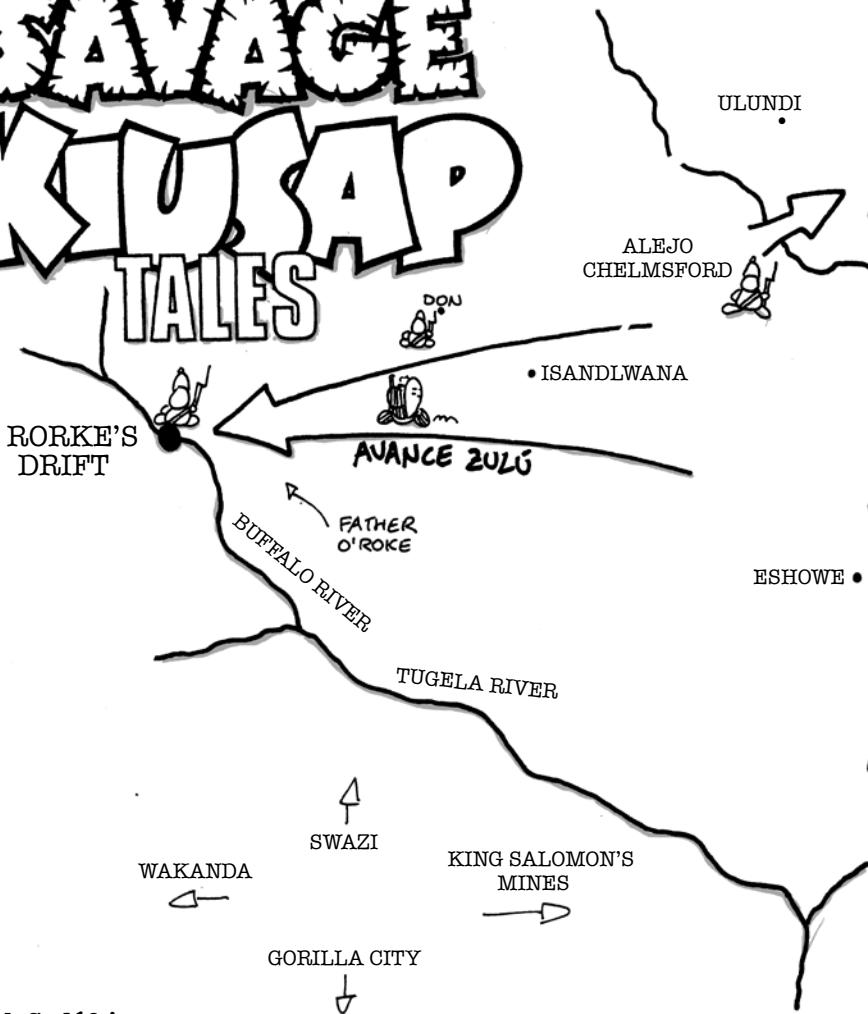 SAVAGE
KIUSAP
TALES
ULUNDI
ALEJO
CHELMSFORD
DON
ISANDLWANA
RORKE'S
DRIFT
AVANCE ZULÚ
FATHER
O'ROKE
BUFFALO RIVER
ESHOWE
TUGELA RIVER
SWAZI
WAKANDA
KING SALOMON'S
MINES
GORILLA CITY